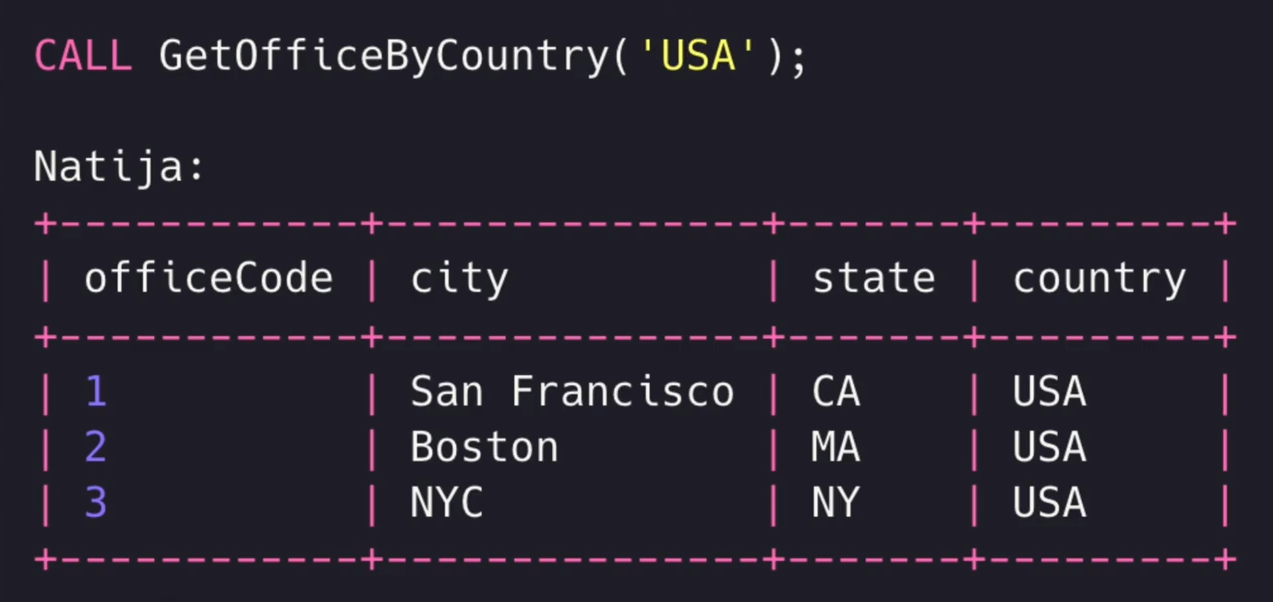 CALL GetOfficeByCountry('USA');
Natija:
+------------+---------------+-------+---------+
| officeCode | city          | state | country |
+------------+---------------+-------+---------+
| 1          | San Francisco | CA    | USA     |
| 2          | Boston        | MA    | USA     |
| 3          | NYC           | NY    | USA     |
+------------+---------------+-------+---------+